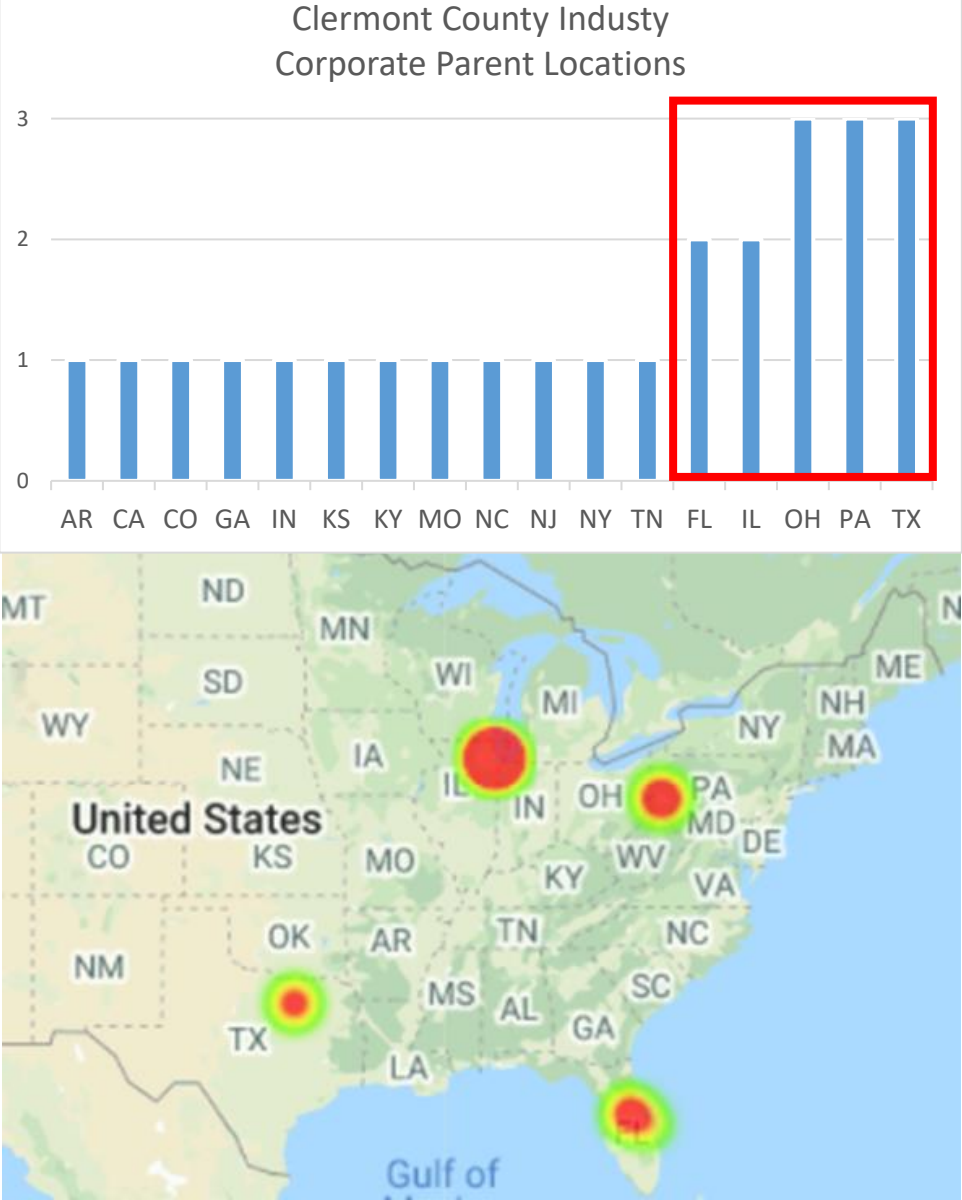 Clermont County Industy
Corporate Parent Locations
3
2
1
0
AR CA CO GA IN KS KY MO NC NJ NY TN FL IL OH PA TX
MT ND MN N
WI ME
SD MI NH
WY NY MA
NE IA
IL IN OH PA
United States MD
CO KS MO WV DE
KY VA
OK AR TN NC
NM MS AL SC
TX GA
LA
FL
Gulf of